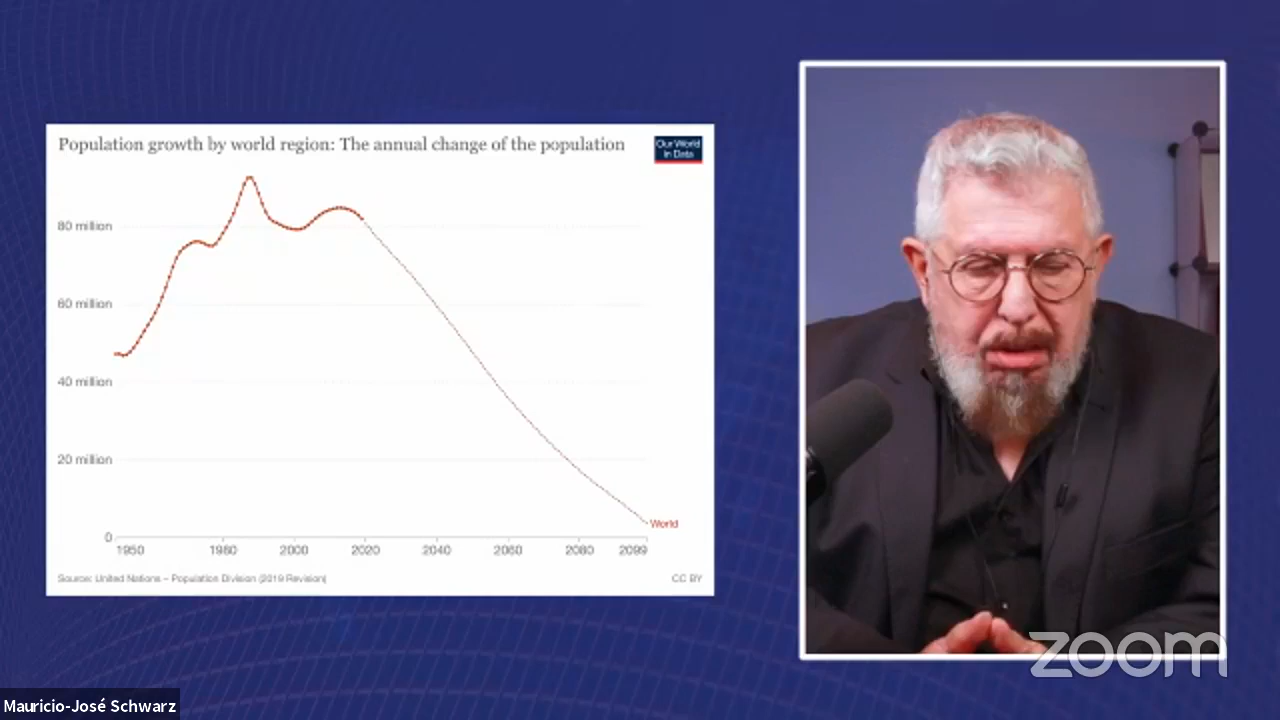 Population growth by world region: The annual change of the population
Our World
in Data
80 million
60 million
40 million
20 million
0
1950
1980
2000
2020
2040
2060
2080
2099
World
Source: United Nations – Population Division (2019 Revision)
CC BY
zoom
Mauricio-José Schwarz